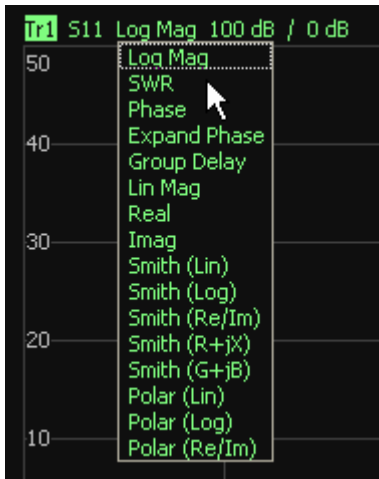 Tr1 S11 Log Mag 100 dB / 0 dB
50
Log Mag
SWR
Phase
40
Expand Phase
Group Delay
Lin Mag
Real
30
Imag
Smith (Lin)
Smith (Log)
Smith (Re/Im)
20
Smith (R+jX)
Smith (G+jB)
Polar (Lin)
Polar (Log)
10
Polar (Re/Im)